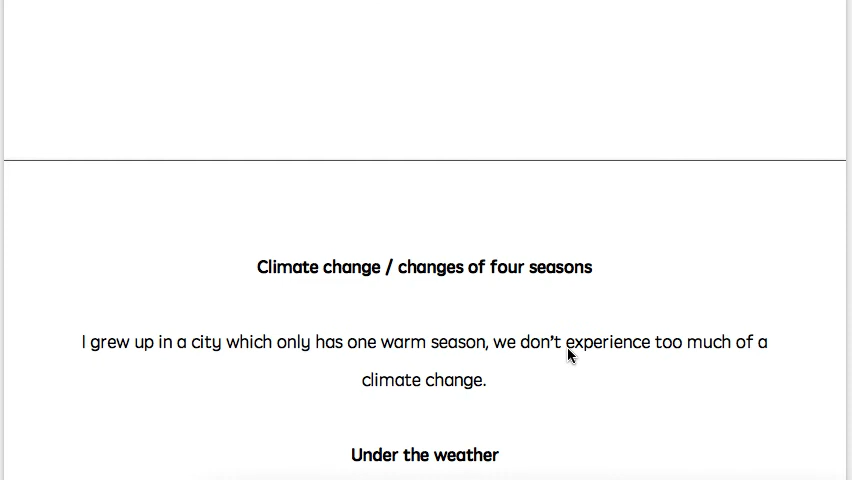 Climate change / changes of four seasons
I grew up in a city which only has one warm season, we don’t experience too much of a
climate change.
Under the weather